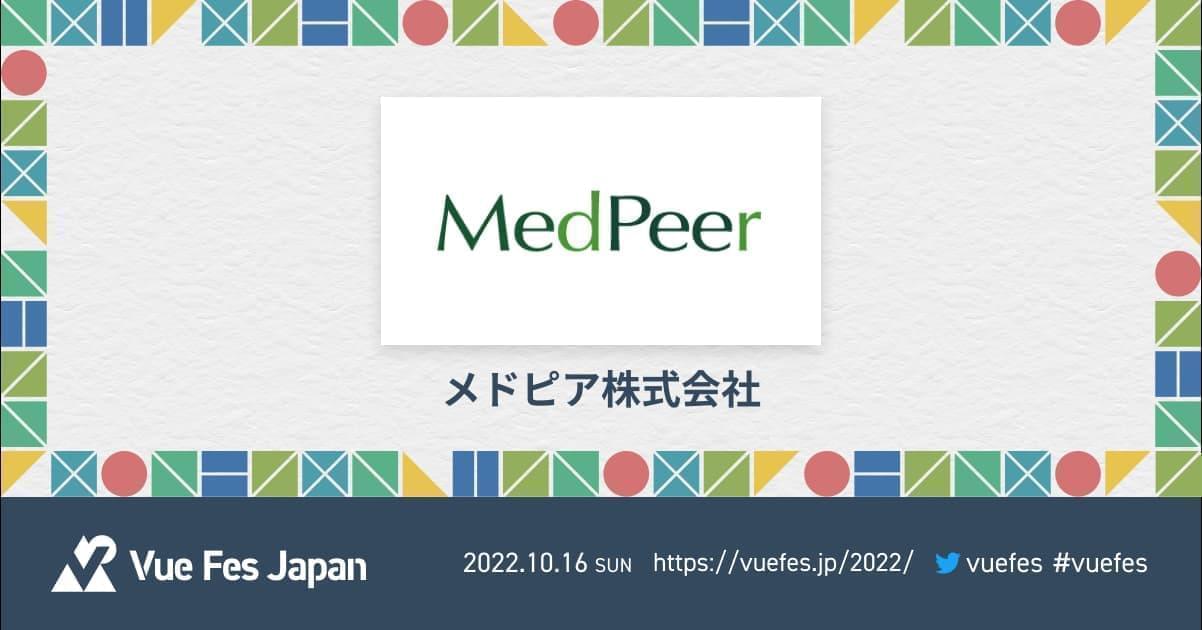 MedPeer
メドピア株式会社
Vue Fes Japan
2022.10.16 SUN https://vuefes.jp/2022/ vuefes #vuefes